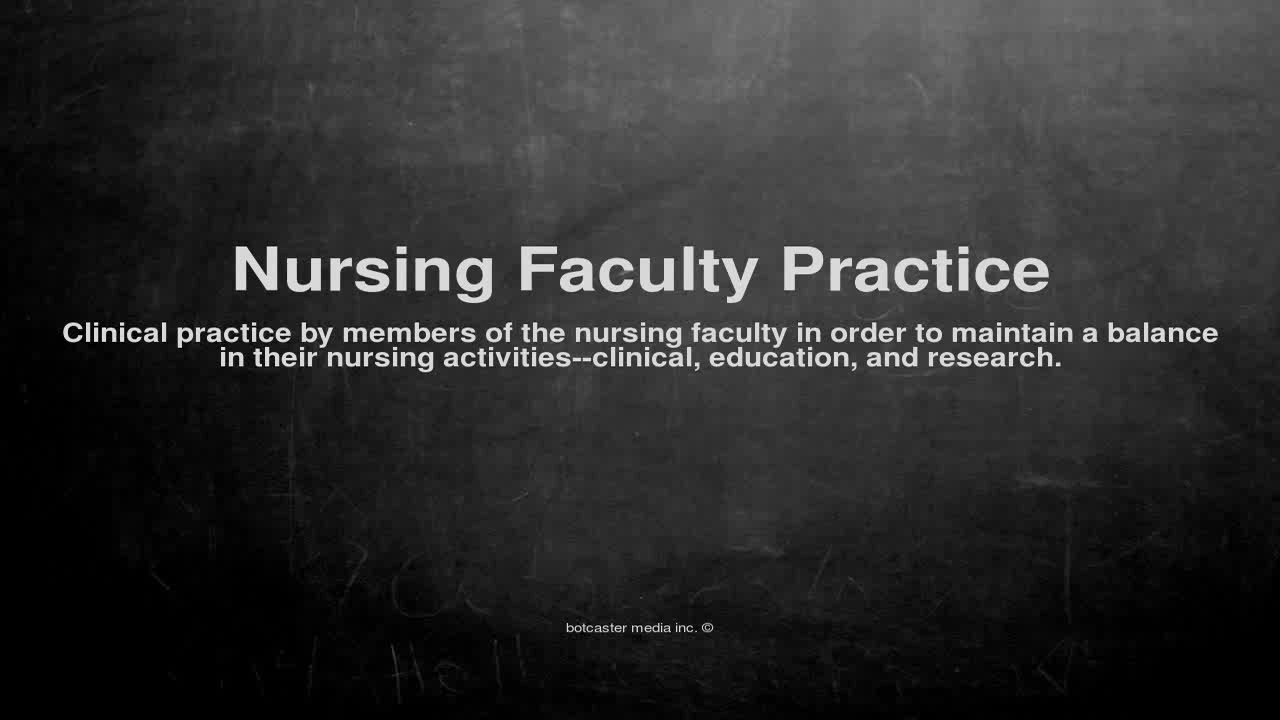 Nursing Faculty Practice
Clinical practice by members of the nursing faculty in order to maintain a balance
in their nursing activities--clinical, education, and research.
botcaster media inc. ©